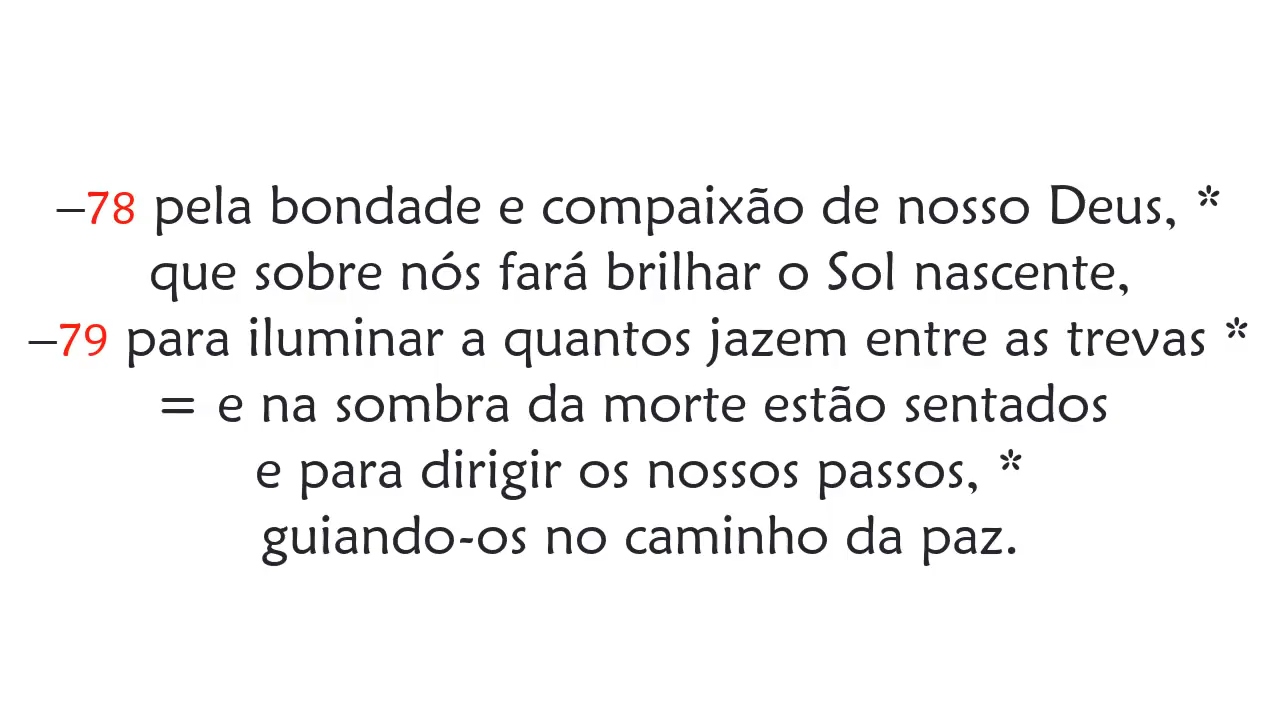 –78 pela bondade e compaixão de nosso Deus, *
que sobre nós fará brilhar o Sol nascente,
–79 para iluminar a quantos jazem entre as trevas *
= e na sombra da morte estão sentados
e para dirigir os nossos passos, *
guiando-os no caminho da paz.